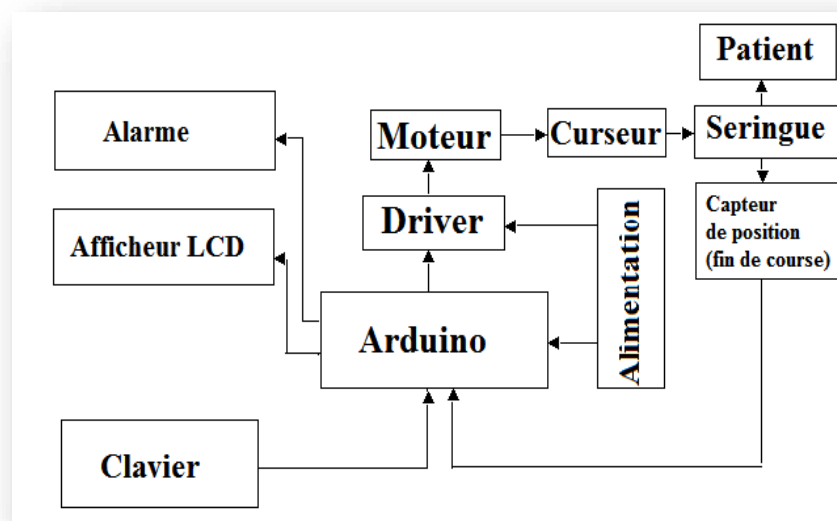 Patient
Alarme
Moteur
Curseur
Seringue
Afficheur LCD
Driver
Alimentation
Capteur
de position
(fin de course)
Arduino
Clavier